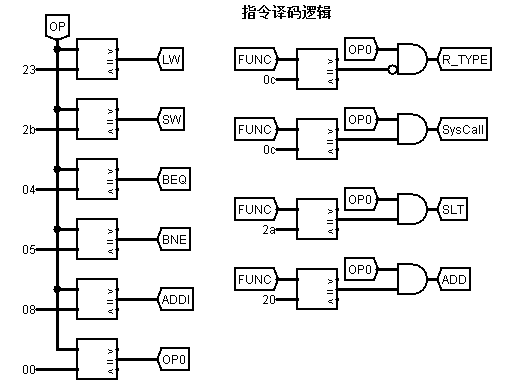 指令译码逻辑
OP
LW
23
SW
2b
BEQ
04
BNE
05
ADDI
08
OP0
00
FUNC
OP0
R_TYPE
0c
FUNC
OP0
SysCall
0c
FUNC
OP0
SLT
2a
FUNC
OP0
ADD
20